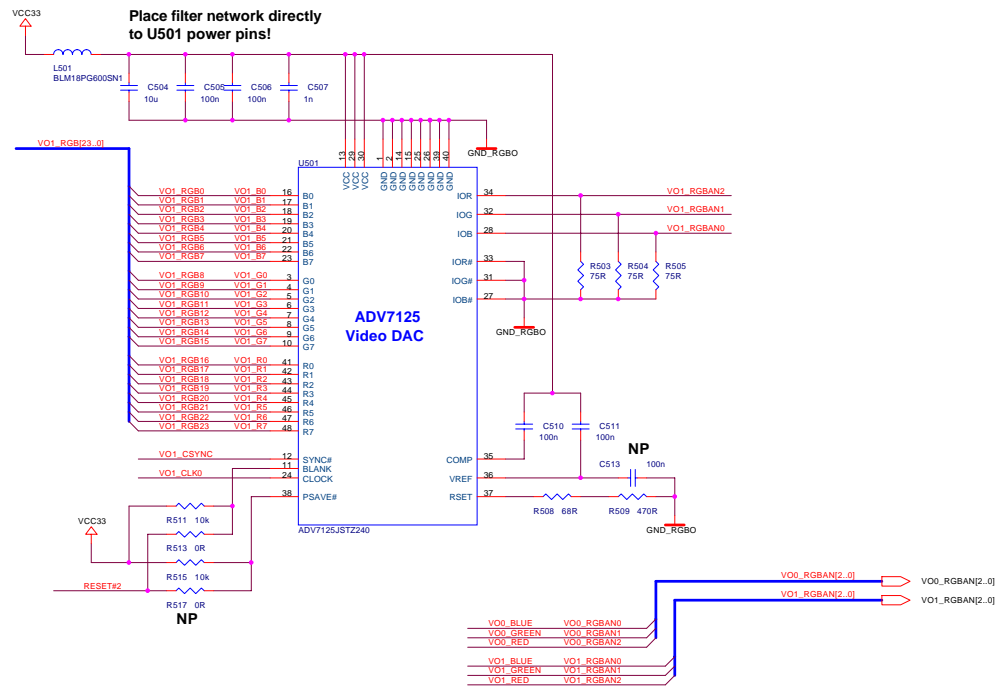 VCC33
Place filter network directly
to U501 power pins!
L501
BLM18PG600SN1
C504
10u
C505
100n
C506
100n
C507
1n
VO1_RGB[23..0]
U501
13 29 30 1 2 14 15 25 26 39 40
VCC VCC VCC GND GND GND GND GND GND GND GND
GND_RGBO
VO1_RGB0 VO1_B0 16 B0
VO1_RGB1 VO1_B1 17 B1
VO1_RGB2 VO1_B2 18 B2
VO1_RGB3 VO1_B3 19 B3
VO1_RGB4 VO1_B4 20 B4
VO1_RGB5 VO1_B5 21 B5
VO1_RGB6 VO1_B6 22 B6
VO1_RGB7 VO1_B7 23 B7
VO1_RGB8 VO1_G0 3 G0
VO1_RGB9 VO1_G1 4 G1
VO1_RGB10 VO1_G2 5 G2
VO1_RGB11 VO1_G3 6 G3
VO1_RGB12 VO1_G4 7 G4
VO1_RGB13 VO1_G5 8 G5
VO1_RGB14 VO1_G6 9 G6
VO1_RGB15 VO1_G7 10 G7
VO1_RGB16 VO1_R0 41 R0
VO1_RGB17 VO1_R1 42 R1
VO1_RGB18 VO1_R2 43 R2
VO1_RGB19 VO1_R3 44 R3
VO1_RGB20 VO1_R4 45 R4
VO1_RGB21 VO1_R5 46 R5
VO1_RGB22 VO1_R6 47 R6
VO1_RGB23 VO1_R7 48 R7
VO1_CSYNC 12 SYNC#
11 BLANK
VO1_CLK0 24 CLOCK
38 PSAVE#
ADV7125
Video DAC
ADV7125JSTZ240
IOR 34 VO1_RGBAN2
IOG 32 VO1_RGBAN1
IOB 28 VO1_RGBAN0
IOR# 33
IOG# 31
IOB# 27
R503
75R
R504
75R
R505
75R
GND_RGBO
C510
100n
C511
100n
NP
C513 100n
COMP 35
VREF 36
RSET 37
R508 68R
R509 470R
GND_RGBO
VCC33
R511 10k
R513 0R
R515 10k
RESET#2
R517 0R
NP
VO0_RGBAN[2..0] VO0_RGBAN[2..0]
VO1_RGBAN[2..0] VO1_RGBAN[2..0]
VO0_BLUE VO0_RGBAN0
VO0_GREEN VO0_RGBAN1
VO0_RED VO0_RGBAN2
VO1_BLUE VO1_RGBAN0
VO1_GREEN VO1_RGBAN1
VO1_RED VO1_RGBAN2